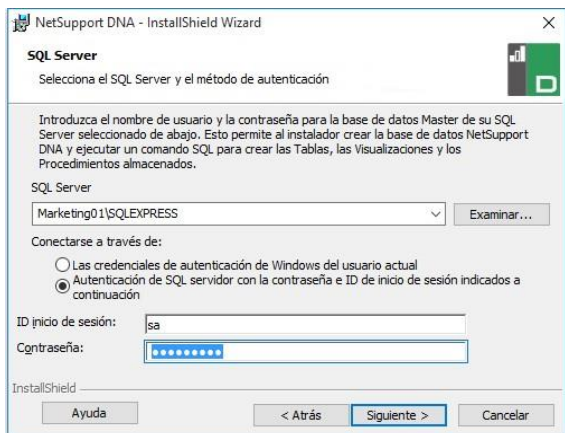 NetSupport DNA - InstallShield Wizard
SQL Server
Selecciona el SQL Server y el método de autenticación
D
Introduzca el nombre de usuario y la contraseña para la base de datos Master de su SQL
Server seleccionado de abajo. Esto permite al instalador crear la base de datos NetSupport
DNA y ejecutar un comando SQL para crear las Tablas, las Visualizaciones y los
Procedimientos almacenados.
SQL Server
Marketing01\SQLEXPRESS
Examinar...
Conectarse a través de:
Las credenciales de autenticación de Windows del usuario actual
Autenticación de SQL servidor con la contraseña e ID de inicio de sesión indicados a
continuación
ID inicio de sesión:
sa
Contraseña:
•••••••••
InstallShield
Ayuda
< Atrás
Siguiente >
Cancelar